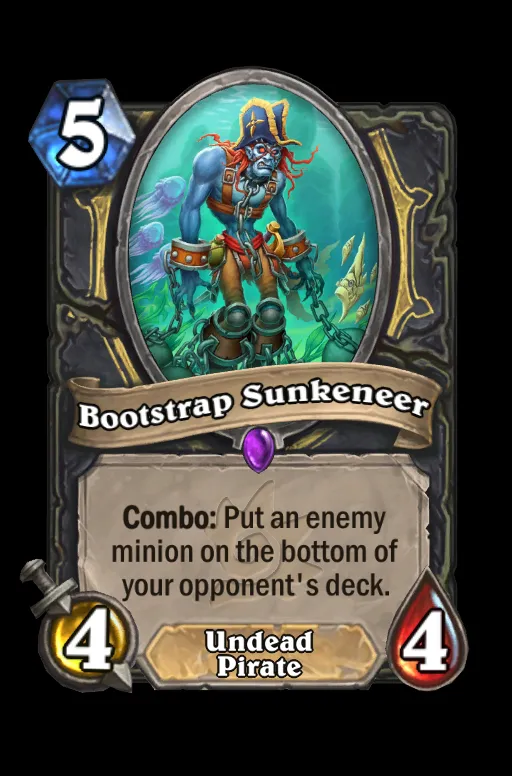 5
Bootstrap Sunkeneer
Combo: Put an enemy
minion on the bottom of
your opponent's deck.
4
Undead
Pirate
4